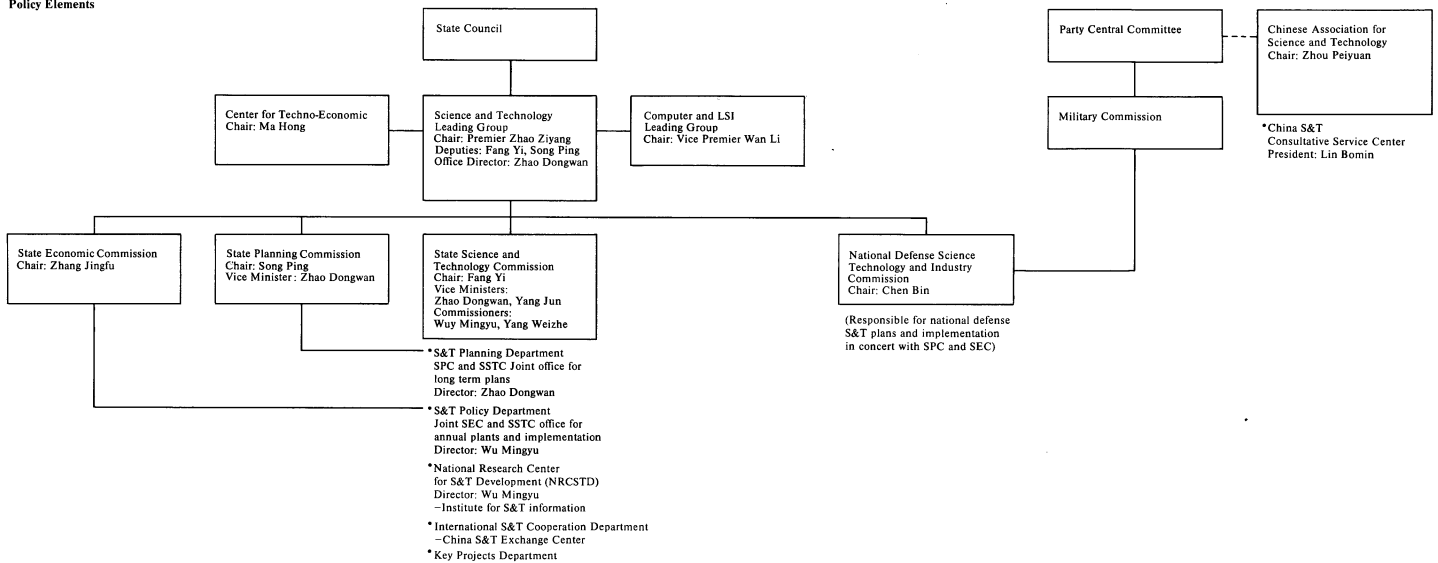 Policy Elements
State Council
Party Central Committee
Chinese Association for
Science and Technology
Chair: Zhou Peiyuan
Center for Techno-Economic
Chair: Ma Hong
Science and Technology
Leading Group
Chair: Premier Zhao Ziyang
Deputies: Fang Yi, Song Ping
Office Director: Zhao Dongwan
Computer and LSI
Leading Group
Chair: Vice Premier Wan Li
Military Commission
•China S&T
Consultative Service Center
President: Lin Bomin
State Economic Commission
Chair: Zhang Jingfu
State Planning Commission
Chair: Song Ping
Vice Minister: Zhao Dongwan
State Science and
Technology Commission
Chair: Fang Yi
Vice Ministers:
Zhao Dongwan, Yang Jun
Commissioners:
Wuy Mingyu, Yang Weizhe
National Defense Science
Technology and Industry
Commission
Chair: Chen Bin
(Responsible for national defense
S&T plans and implementation
in concert with SPC and SEC)
•S&T Planning Department
SPC and SSTC Joint office for
long term plans
Director: Zhao Dongwan
•S&T Policy Department
Joint SEC and SSTC office for
annual plants and implementation
Director: Wu Mingyu
•National Research Center
for S&T Development (NRCSTD)
Director: Wu Mingyu
–Institute for S&T information
•International S&T Cooperation Department
–China S&T Exchange Center
•Key Projects Department